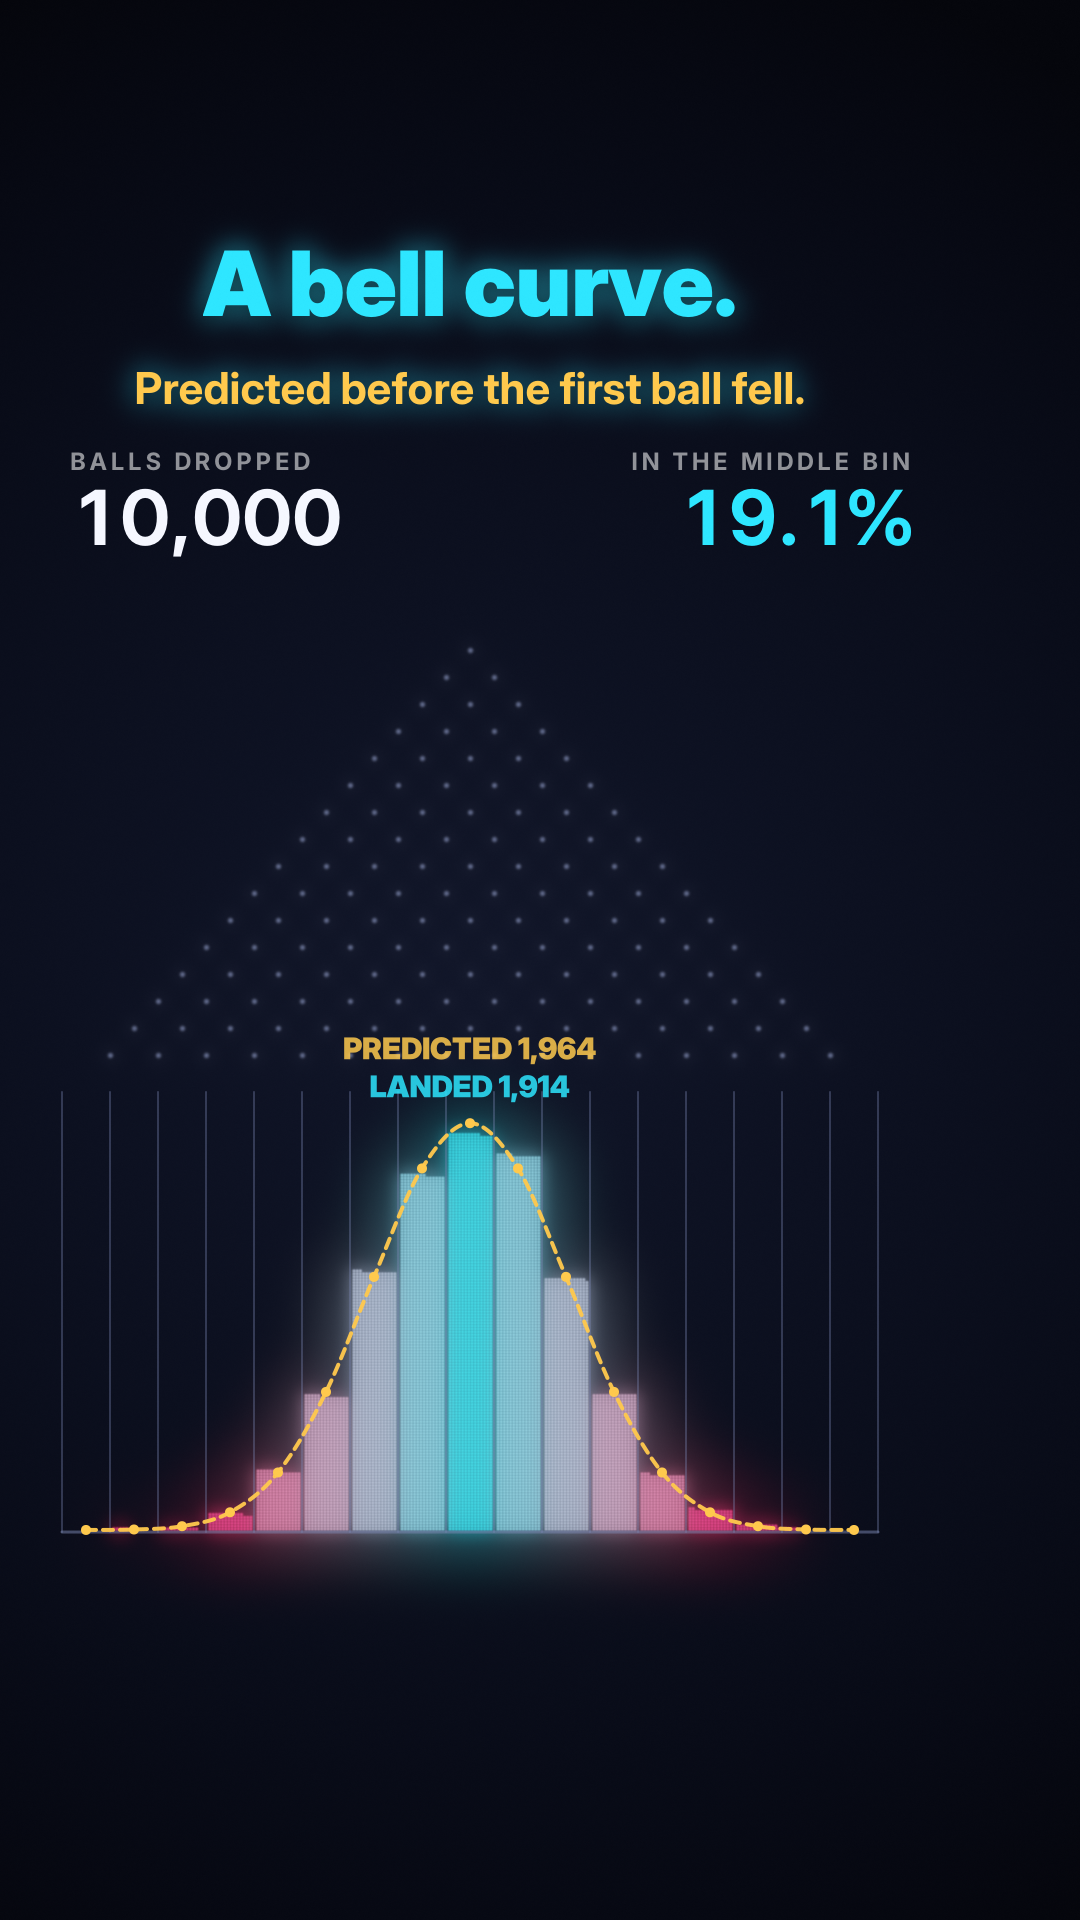 A bell curve.
Predicted before the first ball fell.
BALLS DROPPED
10,000
IN THE MIDDLE BIN
19.1%
PREDICTED 1,964
LANDED 1,914